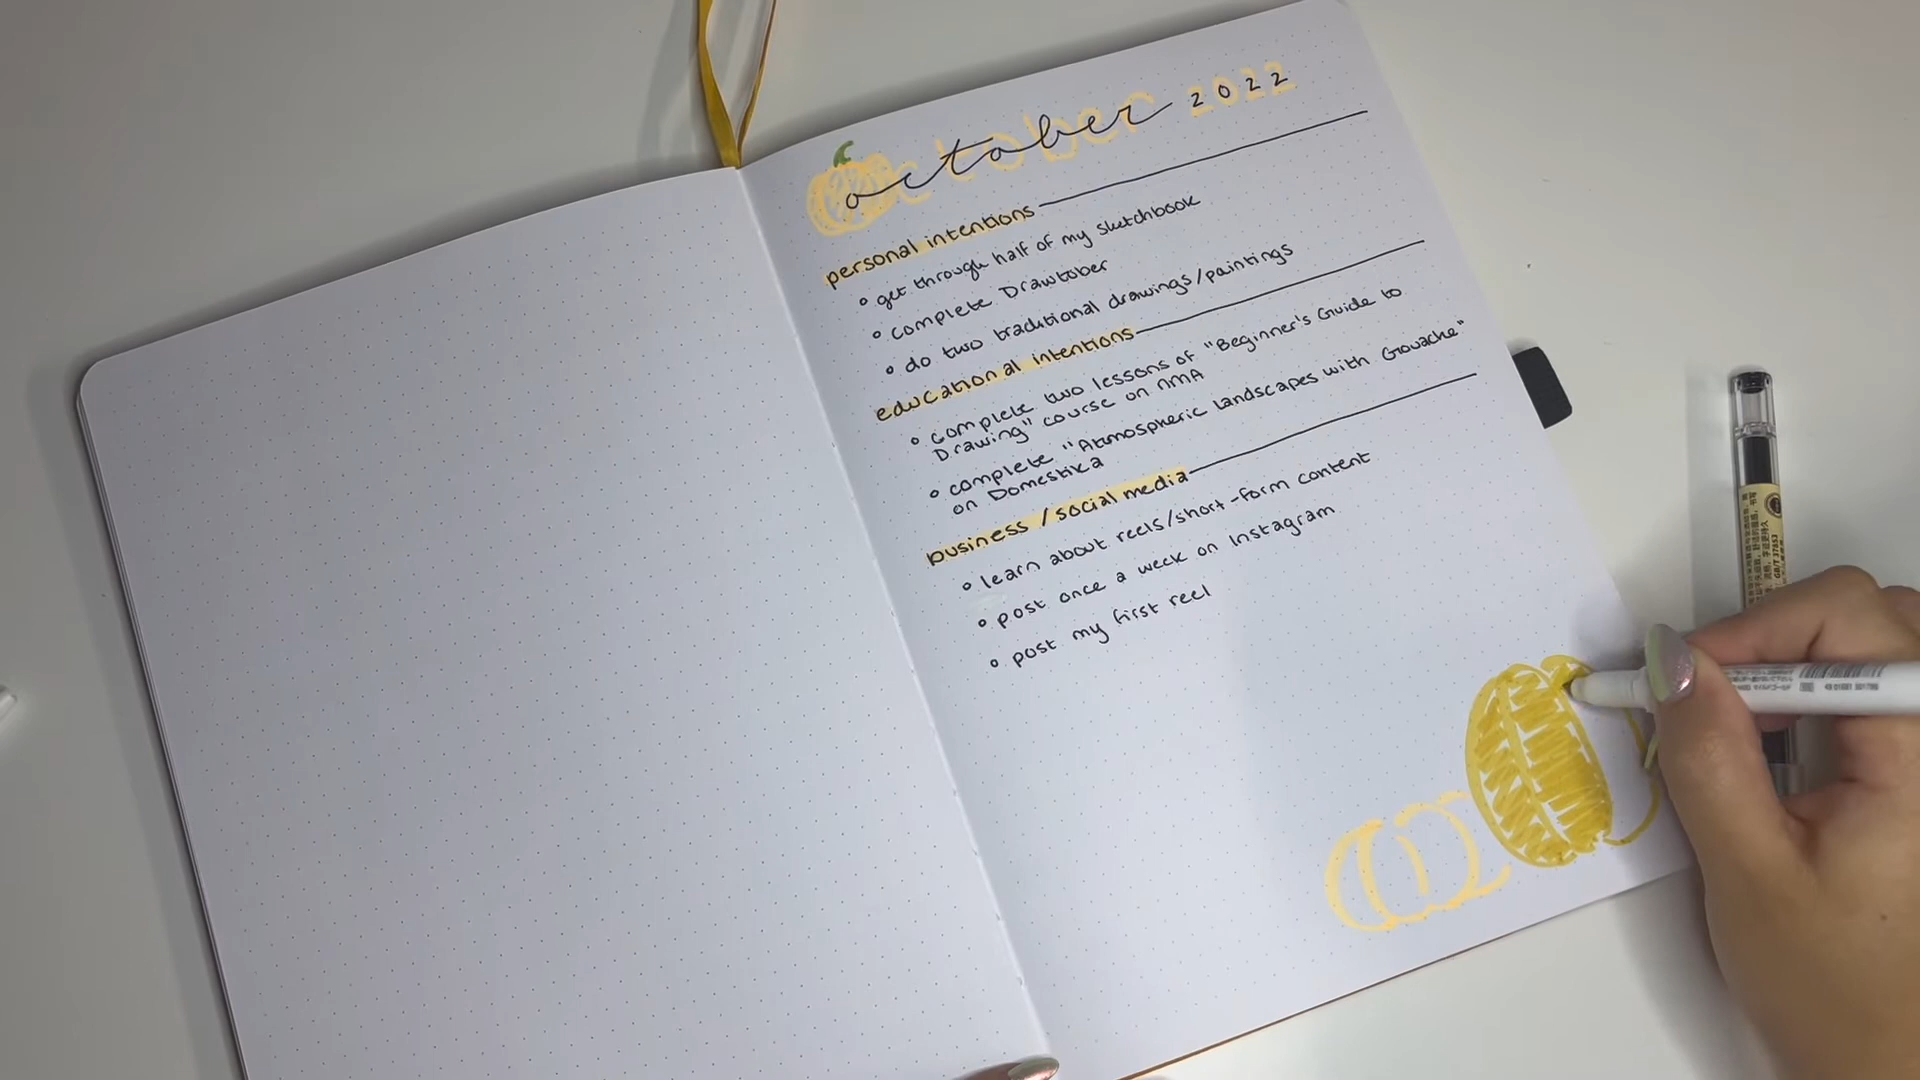 october 2022
personal intentions
get through half of my sketchbook
complete Drawtober
do two traditional drawings/paintings
educational intentions
complete two lessons of "Beginner's Guide to
Drawing" course on NMA
complete "Atmospheric Landscapes with Gouache"
on Domestika
business / social media
learn about reels/short-form content
post once a week on Instagram
post my first reel
GB/T 37853